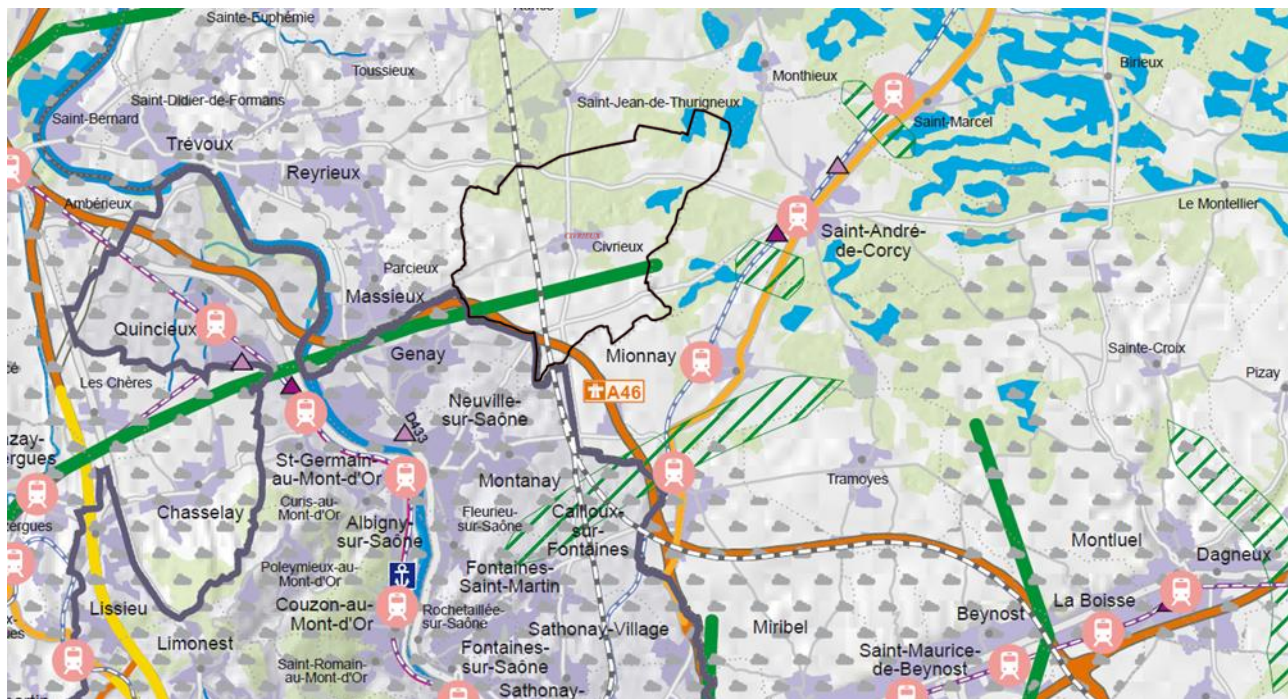 Sainte-Euphémie
Toussieux
Monthieux
Birieux
Saint-Didier-de-Formans
Saint-Jean-de-Thurigneux
Saint-Bernard
Saint-Marcel
Trévoux
Reyrieux
Ambérieux
Le Montellier
Saint-André-
de-Corcy
CIVRIEUX
Civrieux
Parcieux
Massieux
Quincieux
Genay
Mionnay
Sainte-Croix
Pizay
Les Chères
A46
Neuville-
sur-Saône
D433
azay-
ergues
St-Germain-
au-Mont-d'Or
Montanay
Tramoyes
Curis-au-
Mont-d'Or
Chasselay
Fleurieu-
sur-Saône
Cailloux-
sur-
Fontaines
Albigny-
sur-Saône
zergues
Montluel
Dagneux
Poleymieux-au-
Mont-d'Or
Fontaines-
Saint-Martin
Lissieu
Couzon-au-
Mont-d'Or
Rochetaillée-
sur-Saône
Beynost
La Boisse
Sathonay-Village
Miribel
Limonest
Saint-Romain-
au-Mont-d'Or
Fontaines-
sur-Saône
Saint-Maurice-
de-Beynost
Sathonay-